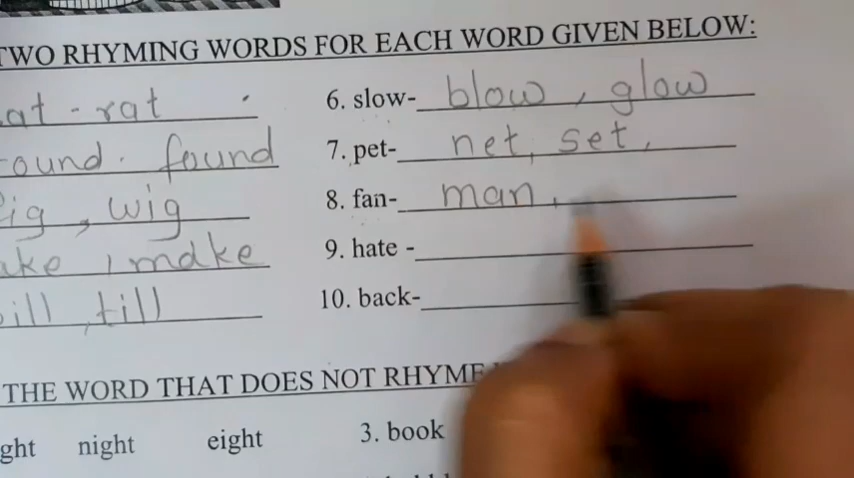 TWO RHYMING WORDS FOR EACH WORD GIVEN BELOW:
at - rat
ound. found
ig, wig
ake, make
ill, till
6. slow- blow, glow
7. pet- net, set,
8. fan- man,
9. hate -
10. back-
THE WORD THAT DOES NOT RHYME
ght night eight
3. book